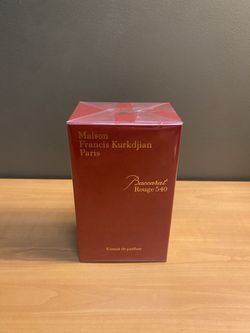 Maison
Francis Kurkdjian
Paris
Baccarat
Rouge 540
Extrait de parfum